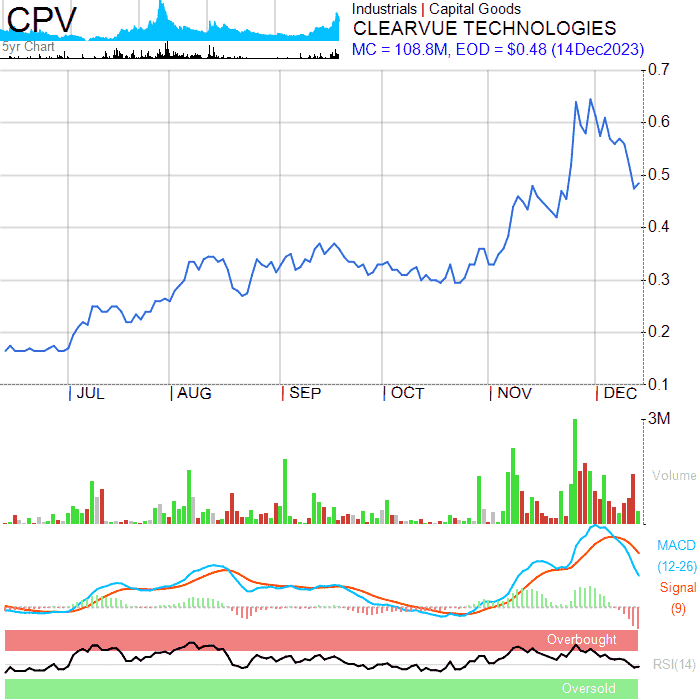 CPV
5yr Chart
Industrials | Capital Goods
CLEARVUE TECHNOLOGIES
MC = 108.8M, EOD = $0.48 (14Dec2023)
0.7
0.6
0.5
0.4
0.3
0.2
0.1
JUL AUG SEP OCT NOV DEC
3M
Volume
MACD
(12-26)
Signal
(9)
Overbought
RSI(14)
Oversold